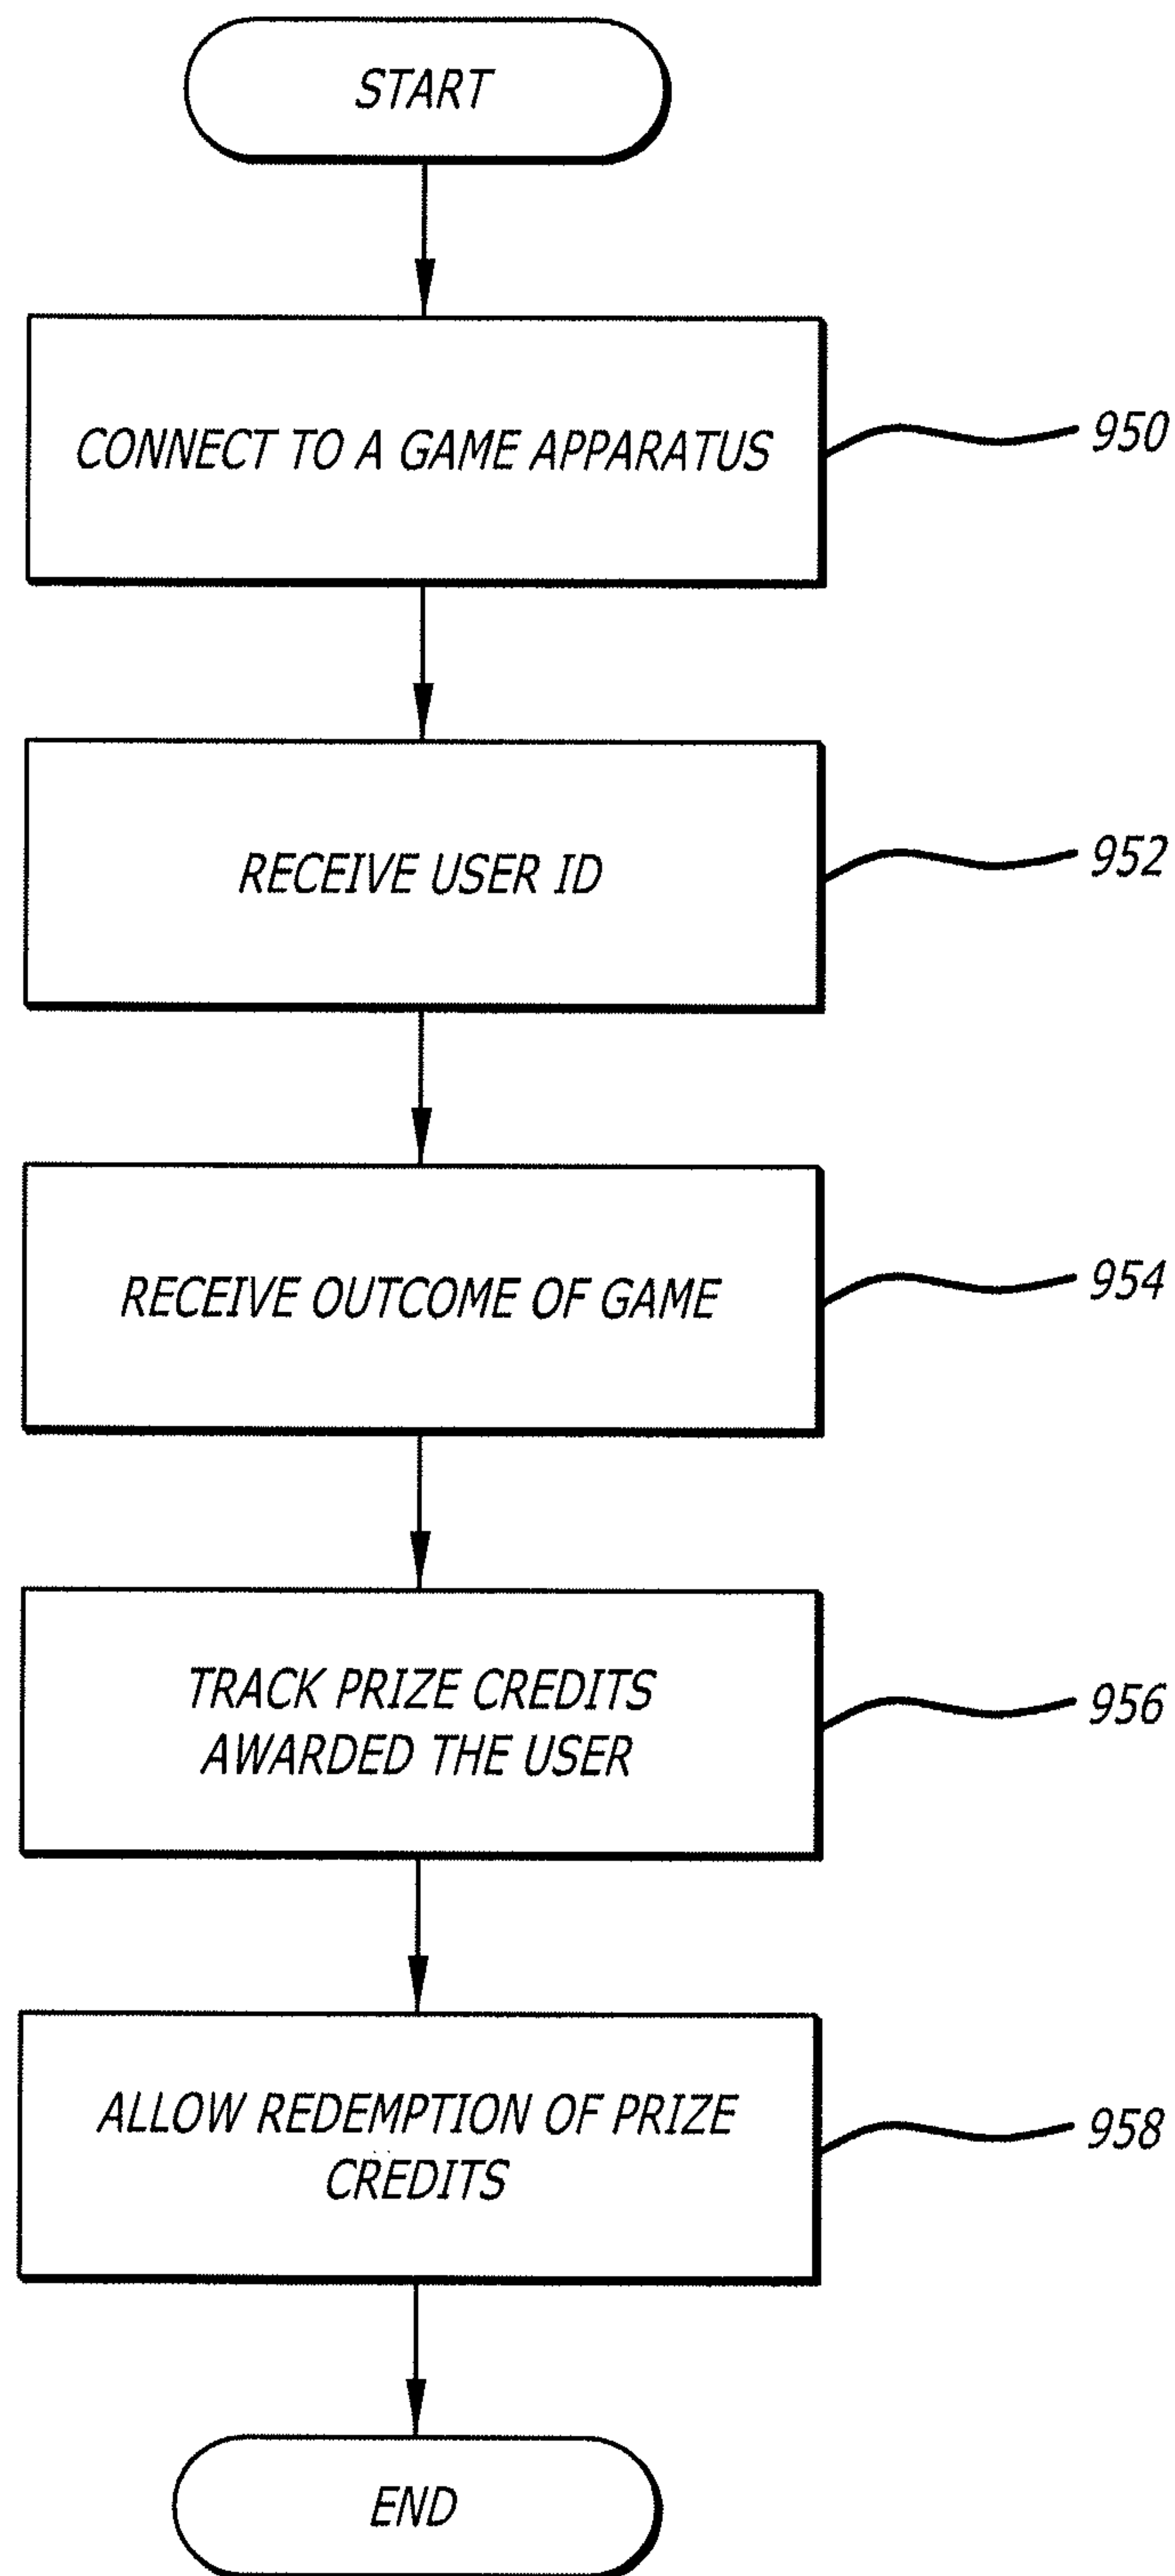 START
CONNECT TO A GAME APPARATUS
950
RECEIVE USER ID
952
RECEIVE OUTCOME OF GAME
954
TRACK PRIZE CREDITS
AWARDED THE USER
956
ALLOW REDEMPTION OF PRIZE
CREDITS
958
END